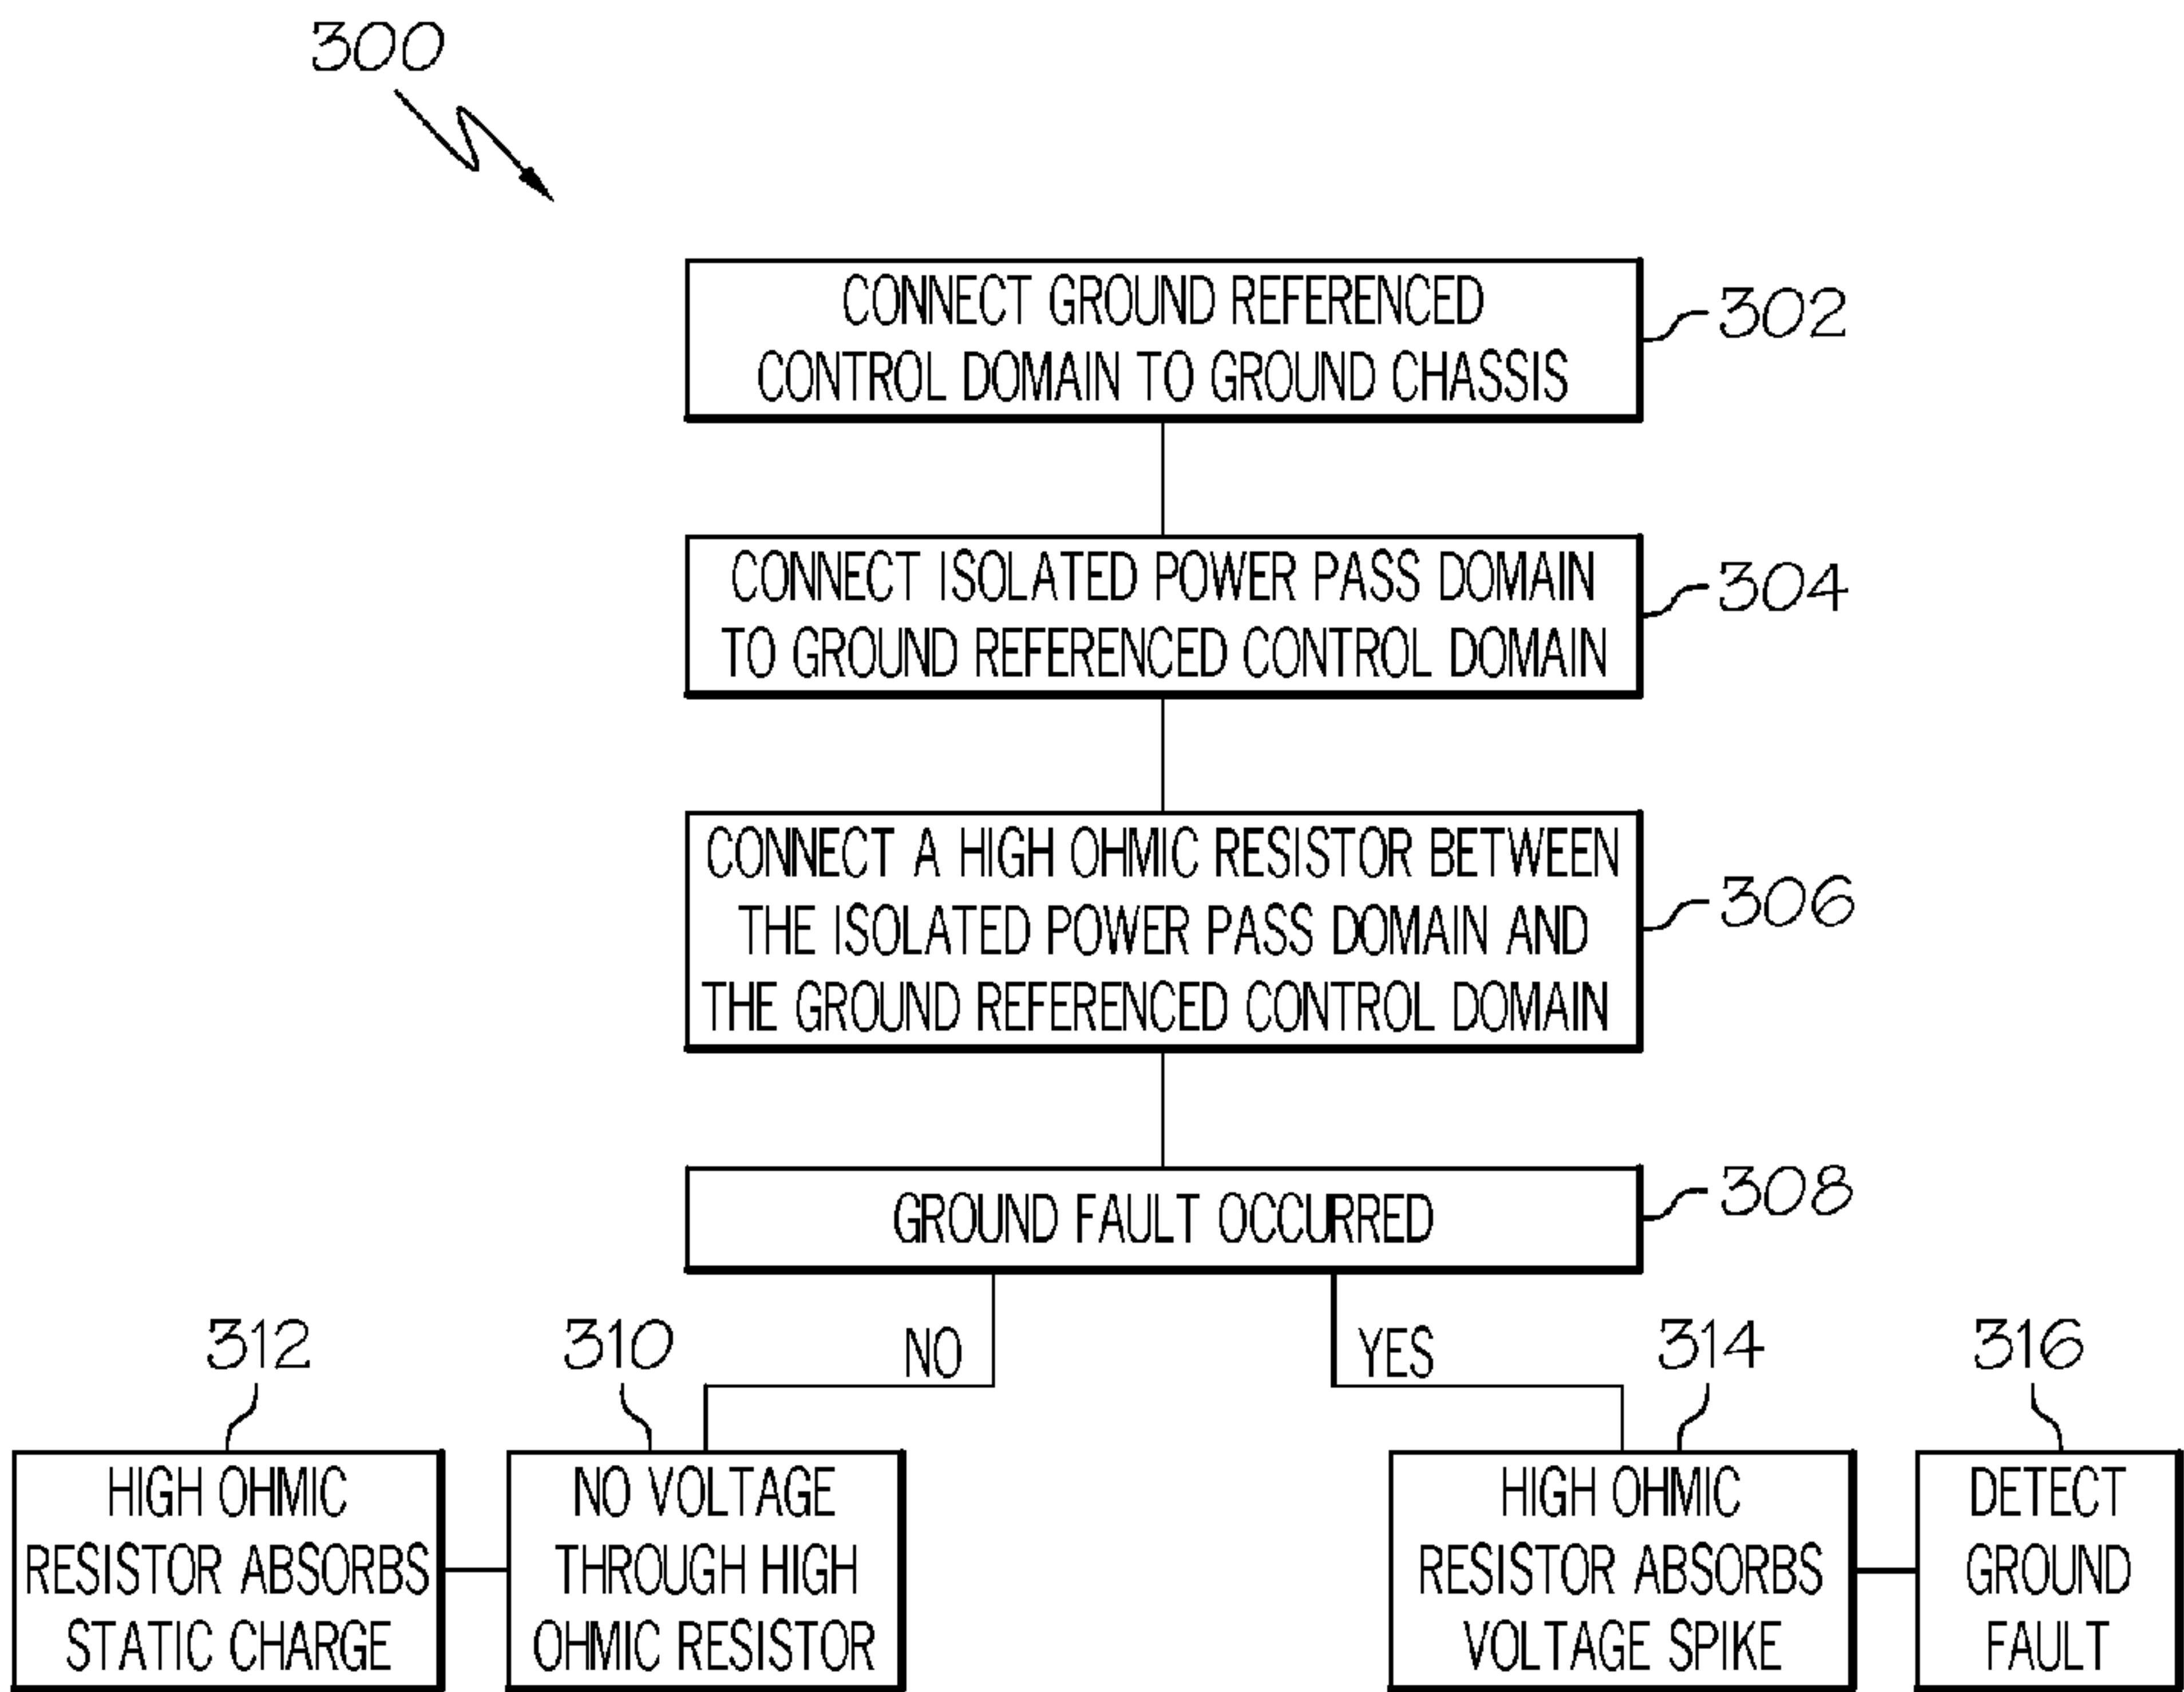 300
CONNECT GROUND REFERENCED
CONTROL DOMAIN TO GROUND CHASSIS
302
CONNECT ISOLATED POWER PASS DOMAIN
TO GROUND REFERENCED CONTROL DOMAIN
304
CONNECT A HIGH OHMIC RESISTOR BETWEEN
THE ISOLATED POWER PASS DOMAIN AND
THE GROUND REFERENCED CONTROL DOMAIN
306
GROUND FAULT OCCURRED
308
NO
YES
312
HIGH OHMIC
RESISTOR ABSORBS
STATIC CHARGE
310
NO VOLTAGE
THROUGH HIGH
OHMIC RESISTOR
314
HIGH OHMIC
RESISTOR ABSORBS
VOLTAGE SPIKE
316
DETECT
GROUND
FAULT